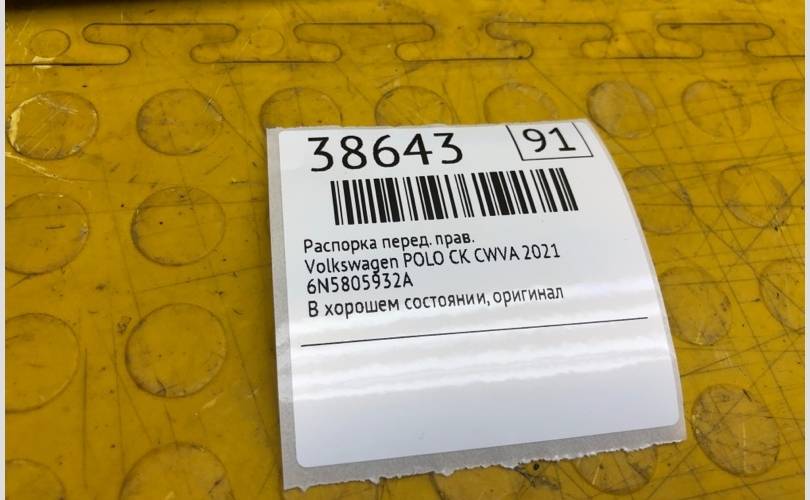 38643 91
Распорка перед. прав.
Volkswagen POLO CK CWVA 2021
6N5805932A
В хорошем состоянии, оригинал